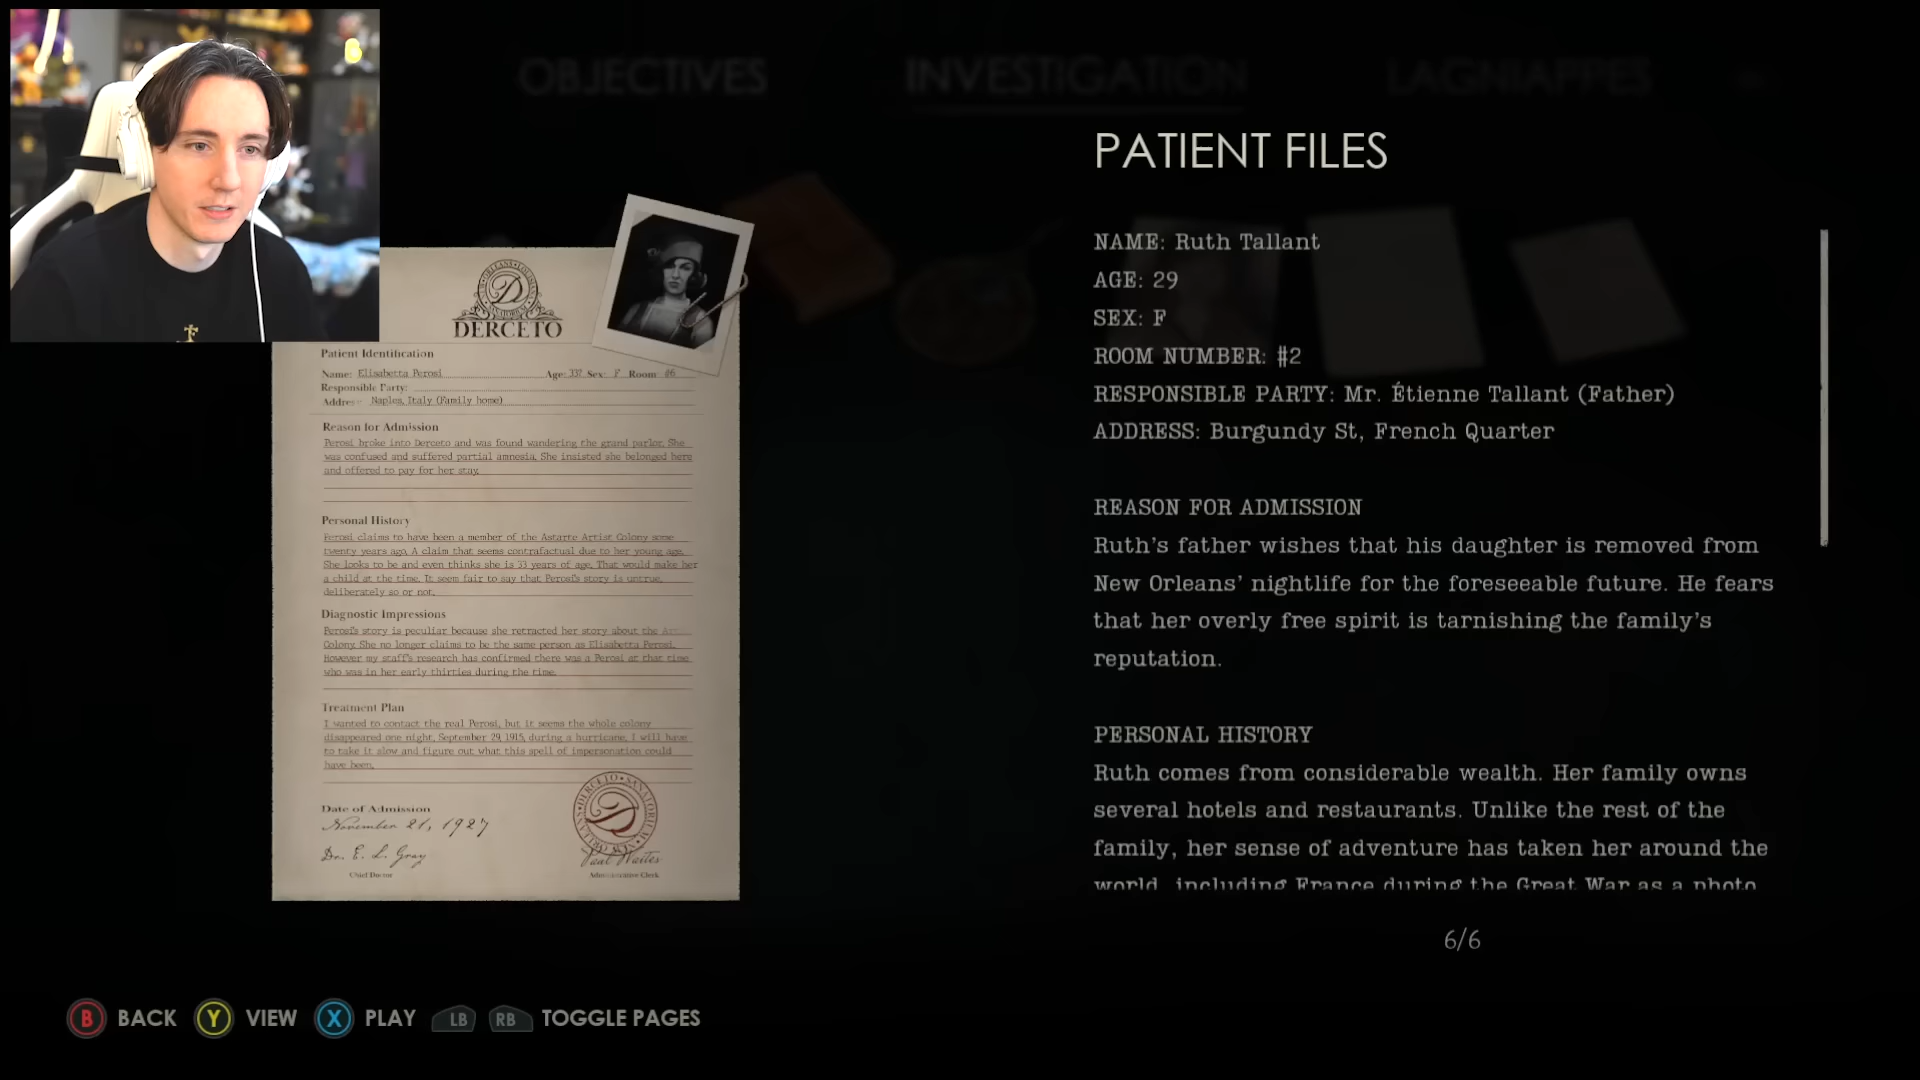 OBJECTIVES
INVESTIGATION
LAGNIAPPES
PATIENT FILES
NAME: Ruth Tallant
AGE: 29
SEX: F
ROOM NUMBER: #2
RESPONSIBLE PARTY: Mr. Étienne Tallant (Father)
ADDRESS: Burgundy St, French Quarter
REASON FOR ADMISSION
Ruth's father wishes that his daughter is removed from
New Orleans' nightlife for the foreseeable future. He fears
that her overly free spirit is tarnishing the family's
reputation.
PERSONAL HISTORY
Ruth comes from considerable wealth. Her family owns
several hotels and restaurants. Unlike the rest of the
family, her sense of adventure has taken her around the
world, including France during the Great War as a photo
6/6
DERCETO
Patient Identification
Name: Elisabetta Perosi Age: 33? Sex: F Room: #6
Responsible Party:
Address: Naples, Italy (Family home)
Reason for Admission
Perosi broke into Derceto and was found wandering the grand parlor. She
was confused and suffered partial amnesia. She insisted she belonged here
and offered to pay for her stay.
Personal History
Perosi claims to have been a member of the Astarte Artist Colony some
twenty years ago. A claim that seems contrafactual due to her young age.
She looks to be and even thinks she is 33 years of age. That would make her
a child at the time. It seem fair to say that Perosi's story is untrue,
deliberately so or not.
Diagnostic Impressions
Perosi's story is peculiar because she retracted her story about the
Colony. She no longer claims to be the same person as Elisabetta Perosi.
However my staff's research has confirmed there was a Perosi at that time
who was in her early thirties during the time.
Treatment Plan
I wanted to contact the real Perosi, but it seems the whole colony
disappeared one night, September 29, 1915, during a hurricane. I will have
to take it slow and figure out what this spell of impersonation could
have been.
Date of Admission
November 21, 1927
Dr. E. L. Gray
Chief Doctor
Paul Waites
Administrative Clerk
B BACK Y VIEW X PLAY LB RB TOGGLE PAGES